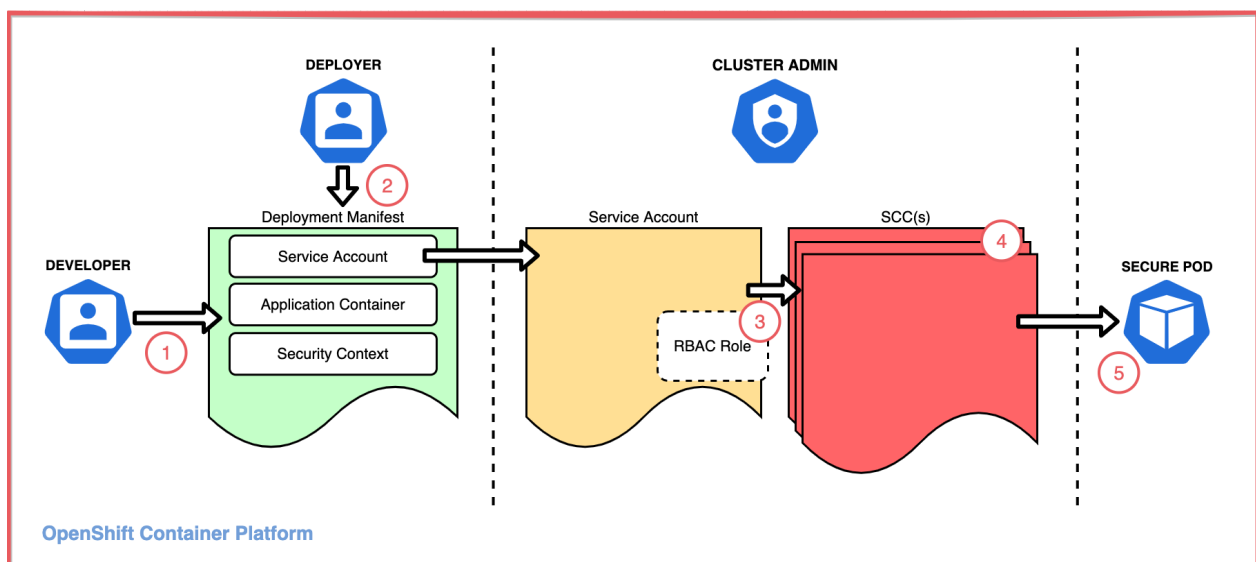 DEPLOYER
CLUSTER ADMIN
2
Deployment Manifest
Service Account
SCC(s)
Service Account
4
DEVELOPER
SECURE POD
Application Container
1
3
RBAC Role
Security Context
5
OpenShift Container Platform